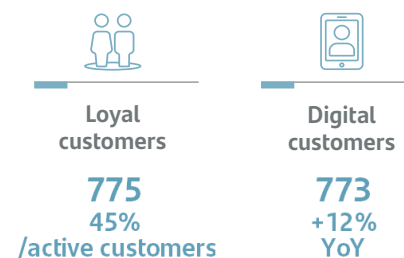 Loyal
customers
775
45%
/active customers
Digital
customers
773
+12%
YoY